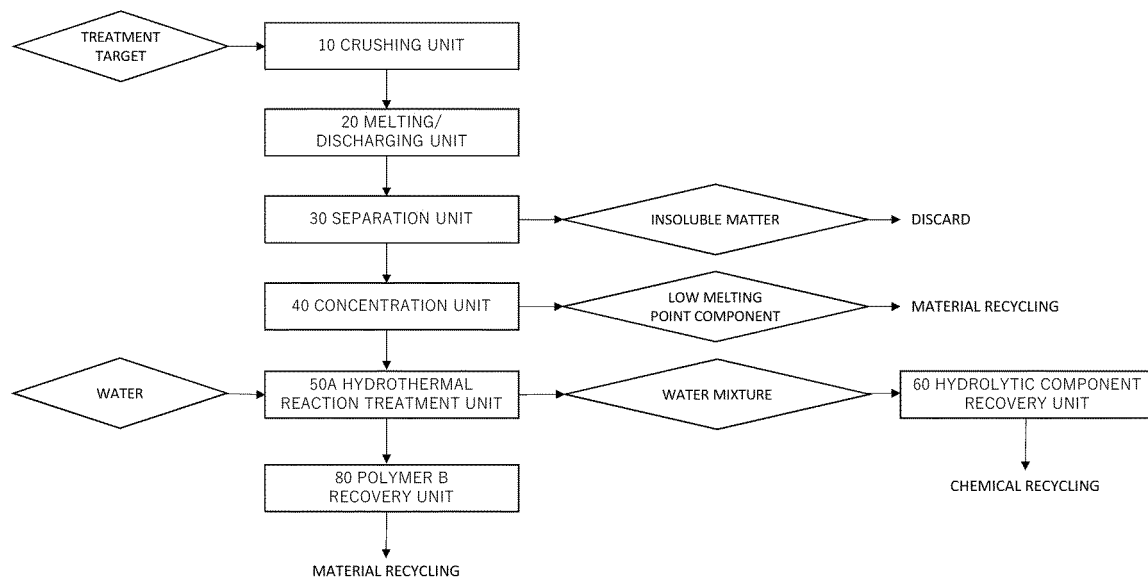 TREATMENT
TARGET
10 CRUSHING UNIT
20 MELTING/
DISCHARGING UNIT
30 SEPARATION UNIT
INSOLUBLE MATTER
DISCARD
40 CONCENTRATION UNIT
LOW MELTING
POINT COMPONENT
MATERIAL RECYCLING
WATER
50A HYDROTHERMAL
REACTION TREATMENT UNIT
WATER MIXTURE
60 HYDROLYTIC COMPONENT
RECOVERY UNIT
80 POLYMER B
RECOVERY UNIT
CHEMICAL RECYCLING
MATERIAL RECYCLING